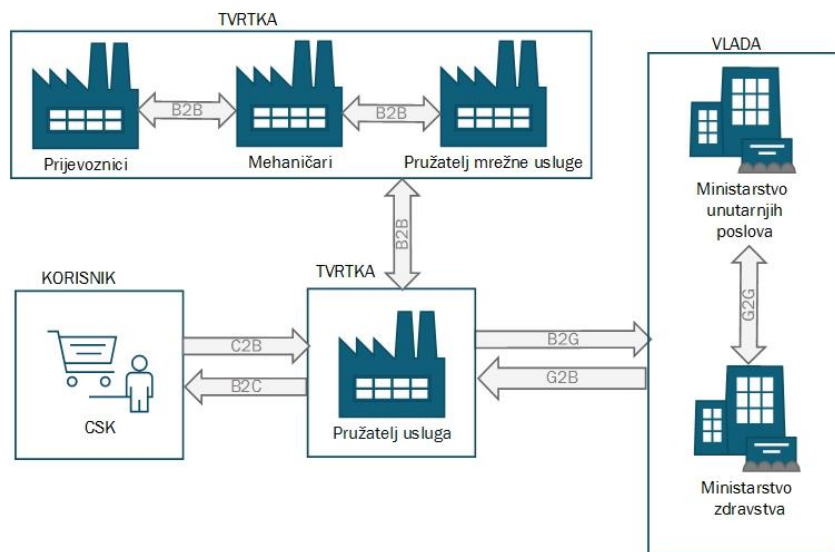 TVRTKA
B2B
B2B
Prijevoznici
Mehaničari
Pružatelj mrežne usluge
VLADA
Ministarstvo
unutarnjih
poslova
B2B
G2G
KORISNIK
TVRTKA
C2B
B2C
B2G
G2B
CSK
Pružatelj usluga
Ministarstvo
zdravstva